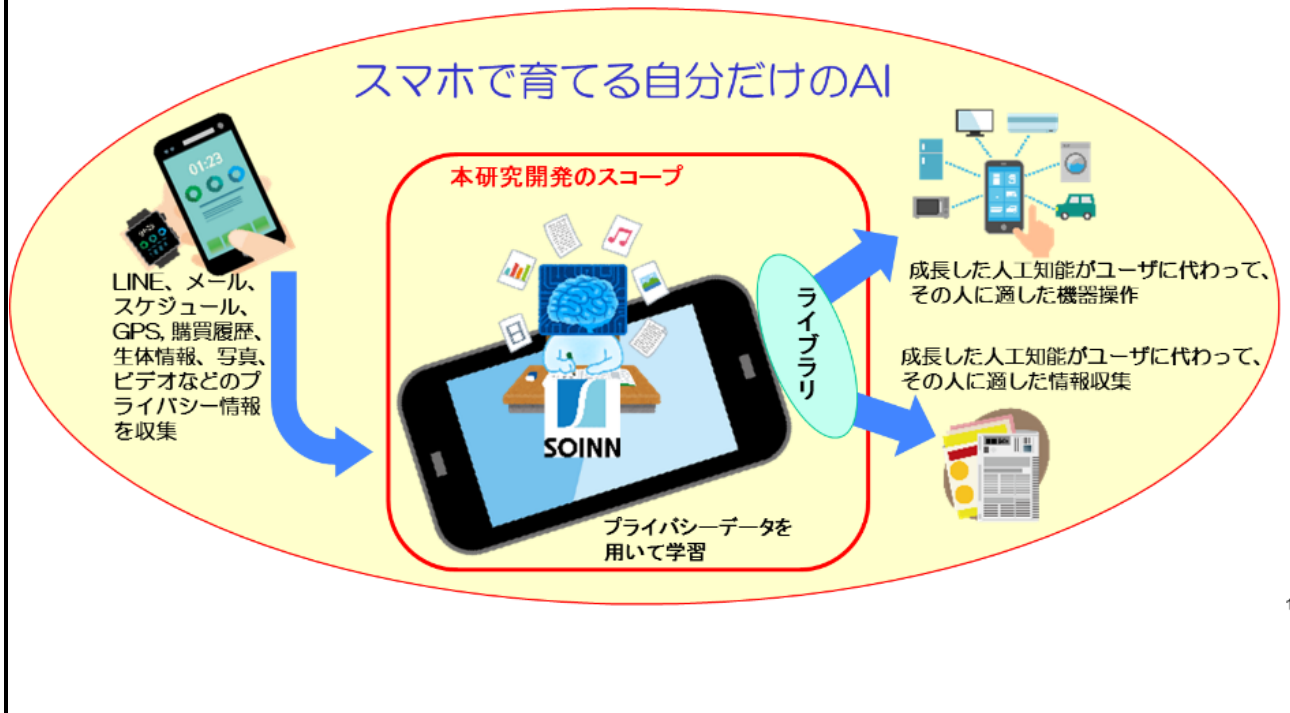 スマホで育てる自分だけのAI
本研究開発のスコープ
01:23
LINE、メール、
スケジュール、
GPS, 購買履歴、
生体情報、写真、
ビデオなどのプ
ライバシー情報
を収集
SOINN
プライバシーデータを
用いて学習
ライブラリ
成長した人工知能がユーザに代わって、
その人に適した機器操作
成長した人工知能がユーザに代わって、
その人に適した情報収集
1